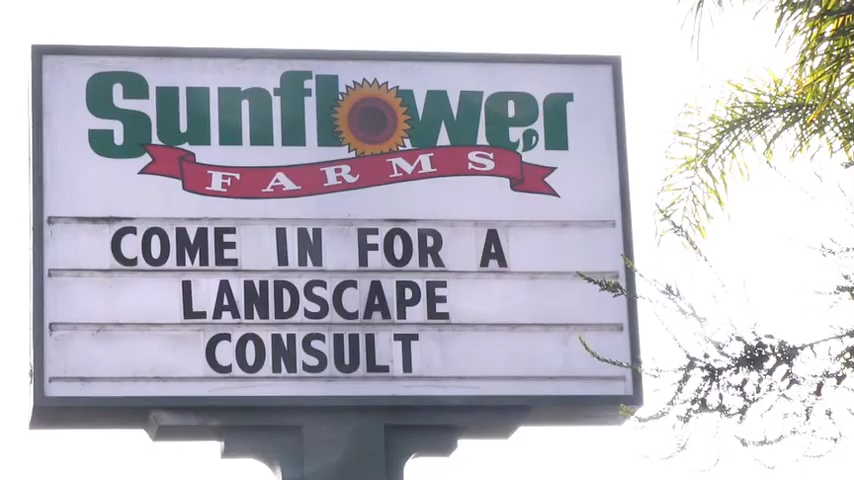 Sunflower
FARMS
COME IN FOR A
LANDSCAPE
CONSULT